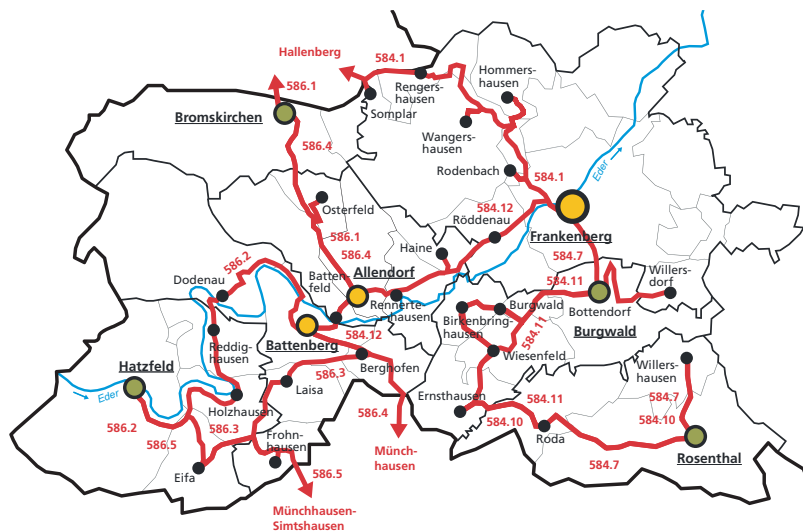 Hallenberg
584.1
586.1
Rengers-
hausen
Hommers-
hausen
Somplar
Bromskirchen
Wangers-
hausen
586.4
Rodenbach
584.1
Eder
Osterfeld
584.12
Röddenau
Frankenberg
586.1
586.4
Haine
584.7
586.2
Allendorf
Batten-
feld
Dodenau
Rennerte-
hausen
584.11
Willers-
dorf
Bottendorf
Burgwald
Birkenbring-
hausen
584.11
Burgwald
Battenberg
584.12
Reddig-
hausen
Wiesenfeld
Berghofen
Willers-
hausen
Hatzfeld
Eder
586.3
Laisa
Holzhausen
586.4
Ernsthausen
584.11
584.7
584.10
586.2
586.5
586.3
584.10
Roda
Frohn-
hausen
Eifa
586.5
Münch-
hausen
584.7
Rosenthal
Münchhausen-
Simtshausen